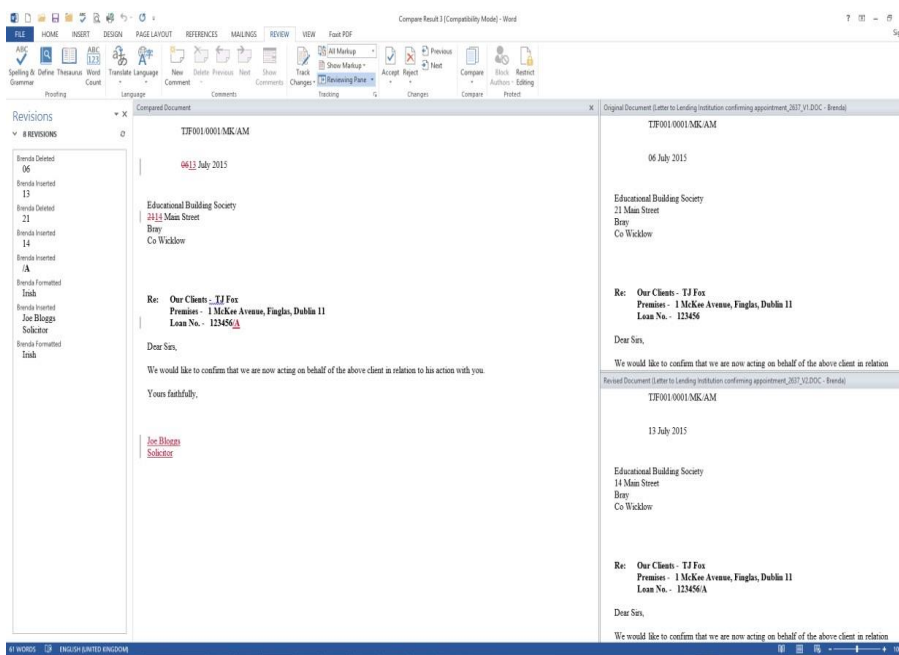 Compare Result 3 [Compatibility Mode] - Word
FILE HOME INSERT DESIGN PAGE LAYOUT REFERENCES MAILINGS REVIEW VIEW Foxit PDF
ABC Spelling & Grammar Define Thesaurus ABC 123 Word Count Translate Language New Comment Delete Previous Next Show Comments Track Changes All Markup Show Markup Reviewing Pane Accept Reject Previous Next Compare Block Authors Restrict Editing
Proofing Language Comments Tracking Changes Compare Protect
Revisions
8 REVISIONS
Brenda Deleted
06
Brenda Inserted
13
Brenda Deleted
21
Brenda Inserted
14
Brenda Inserted
/A
Brenda Formatted
Irish
Brenda Inserted
Joe Bloggs
Solicitor
Brenda Formatted
Irish
Compared Document
TJF001/0001/MK/AM
0613 July 2015
Educational Building Society
2114 Main Street
Bray
Co Wicklow
Re: Our Clients - TJ Fox
Premises - 1 McKee Avenue, Finglas, Dublin 11
Loan No. - 123456/A
Dear Sirs,
We would like to confirm that we are now acting on behalf of the above client in relation to his action with you.
Yours faithfully,
Joe Bloggs
Solicitor
Original Document (Letter to Lending Institution confirming appointment_2637_V1.DOC - Brenda)
TJF001/0001/MK/AM
06 July 2015
Educational Building Society
21 Main Street
Bray
Co Wicklow
Re: Our Clients - TJ Fox
Premises - 1 McKee Avenue, Finglas, Dublin 11
Loan No. - 123456
Dear Sirs,
We would like to confirm that we are now acting on behalf of the above client in relation
Revised Document (Letter to Lending Institution confirming appointment_2637_V2.DOC - Brenda)
TJF001/0001/MK/AM
13 July 2015
Educational Building Society
14 Main Street
Bray
Co Wicklow
Re: Our Clients - TJ Fox
Premises - 1 McKee Avenue, Finglas, Dublin 11
Loan No. - 123456/A
Dear Sirs,
We would like to confirm that we are now acting on behalf of the above client in relation
61 WORDS ENGLISH (UNITED KINGDOM)